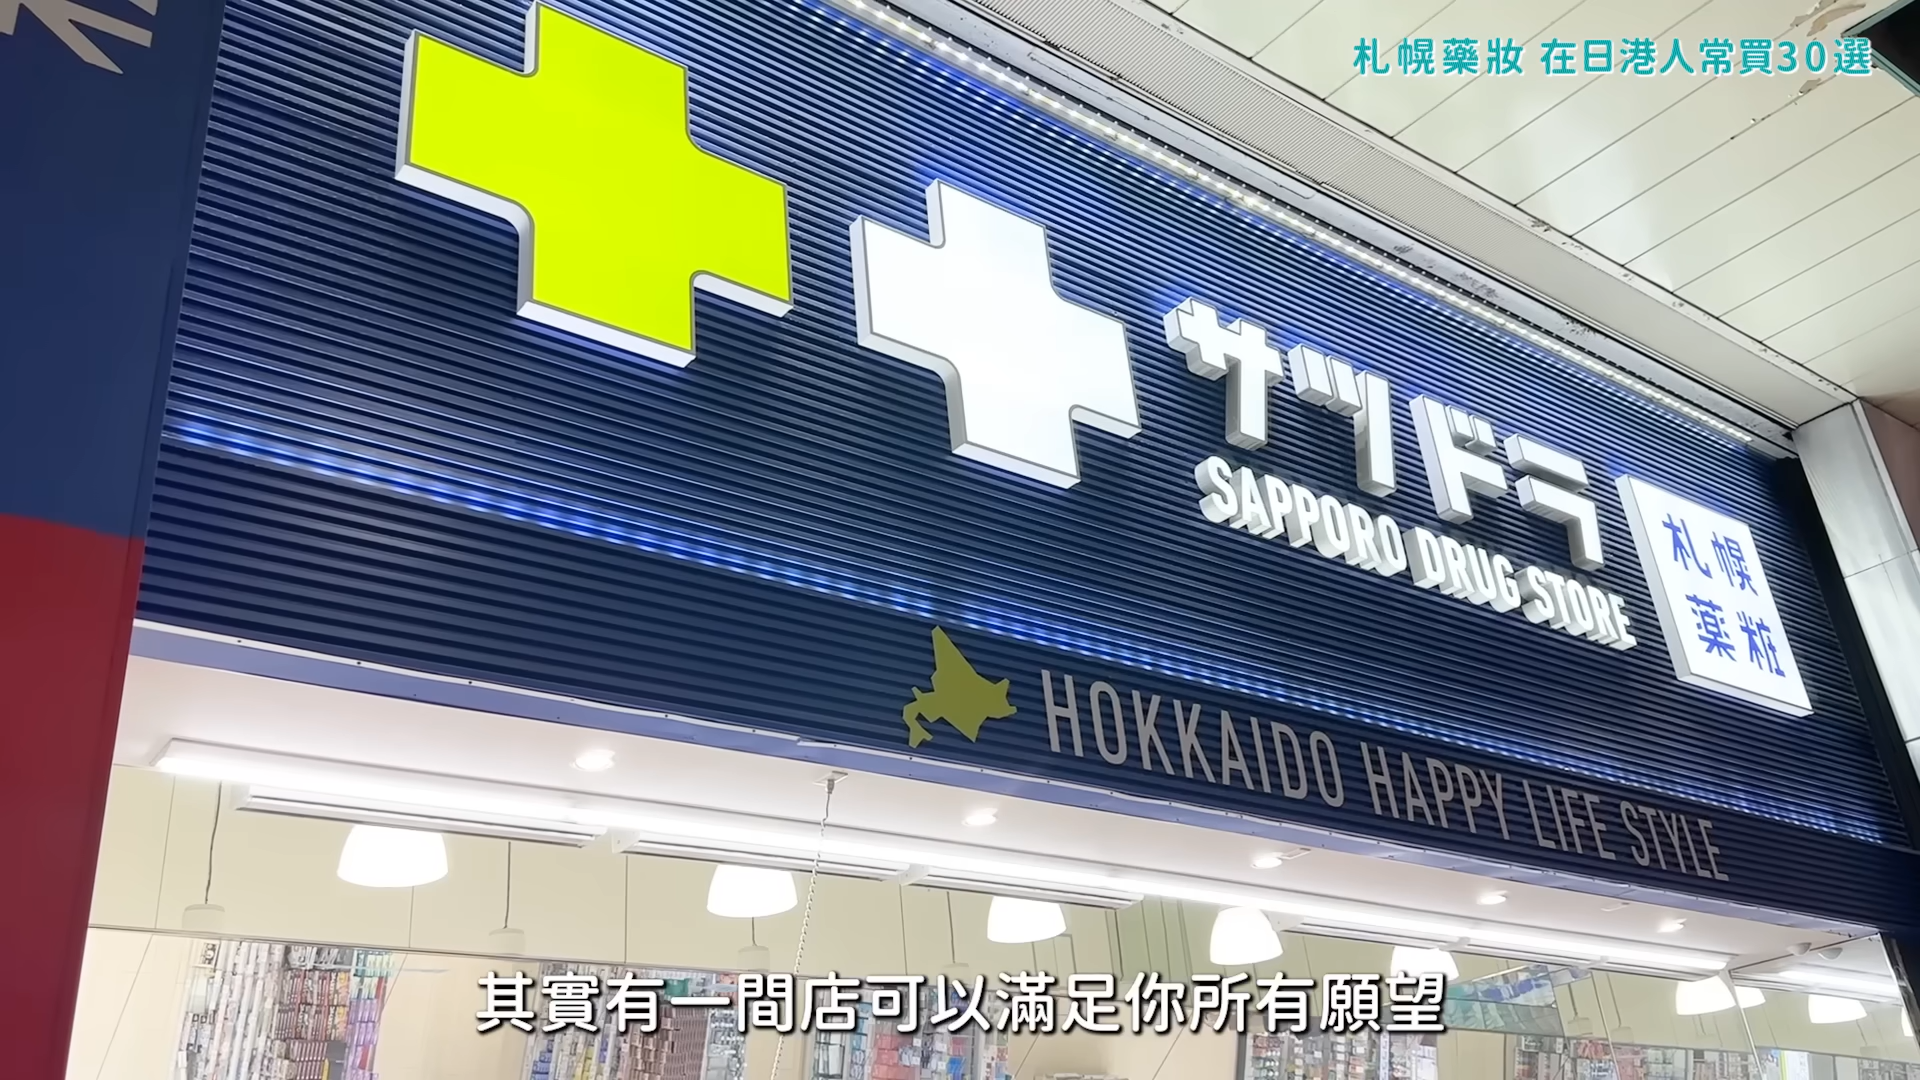 札幌藥妝 在日港人常買30選
サツドラ
SAPPORO DRUG STORE
札幌
薬粧
HOKKAIDO HAPPY LIFE STYLE
其實有一間店可以滿足你所有願望